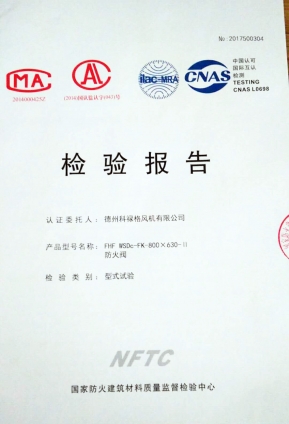 No：2017500304
MA
AL
ilac-MRA
CNAS
中国认可
国际互认
检测
TESTING
CNAS L0698
检验报告
认证委托人：德州科禄格风机有限公司
产品型号名称：FHF WSDc-FK-800×630-II
防火阀
检验类别：型式试验
NFTC
国家防火建筑材料质量监督检验中心